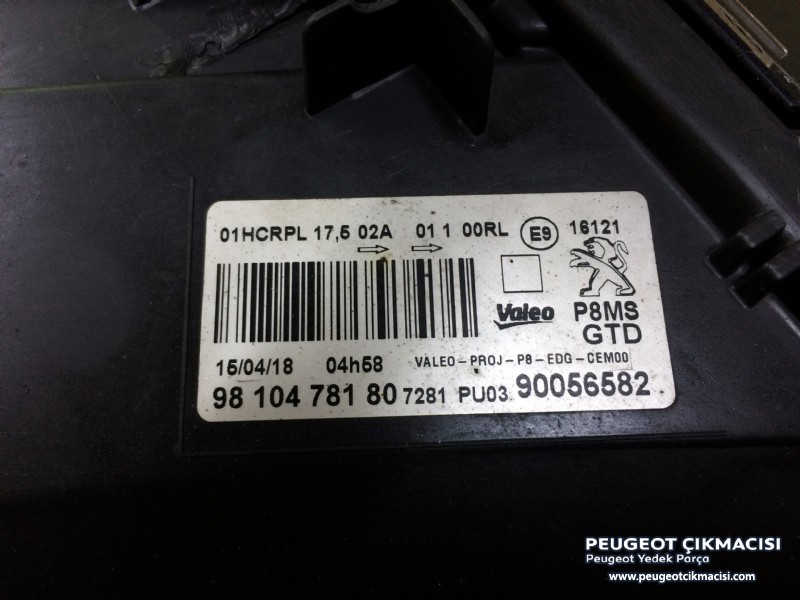 01HCRPL 17,5 02A 01 1 00RL E9 16121
Valeo P8MS
GTD
15/04/18 04h58 VALEO-PROJ-P8-EDG-CEM00
98 104 781 80 7281 PU03 90056582
PEUGEOT ÇIKMACISI
Peugeot Yedek Parça
www.peugeotcikmacisi.com